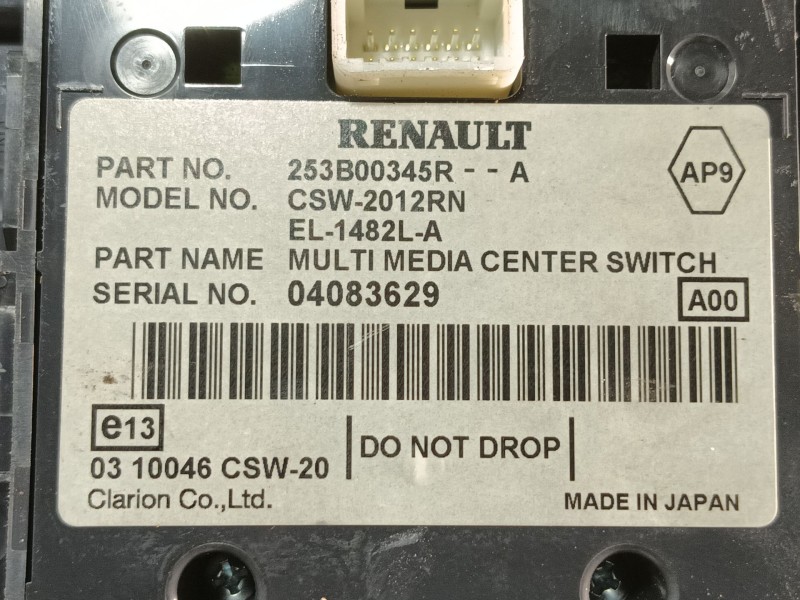 RENAULT
PART NO. 253B00345R - - A
AP9
MODEL NO. CSW-2012RN
EL-1482L-A
PART NAME MULTI MEDIA CENTER SWITCH
SERIAL NO. 04083629
A00
e13
DO NOT DROP
03 10046 CSW-20
Clarion Co.,Ltd.
MADE IN JAPAN